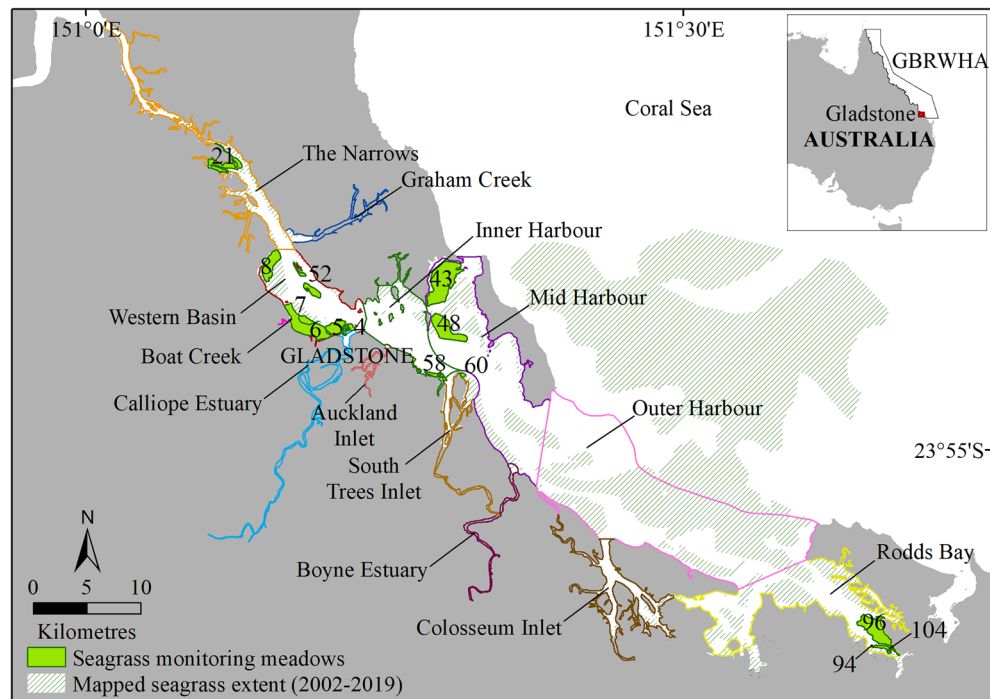 151°0'E
151°30'E
GBRWHA
Gladstone
AUSTRALIA
Coral Sea
21
The Narrows
Graham Creek
Inner Harbour
8
52
43
Mid Harbour
7
Western Basin
48
6
5
4
Boat Creek
GLADSTONE
58
60
Calliope Estuary
Auckland
Inlet
Outer Harbour
South
Trees Inlet
23°55'S
N
0 5 10
Kilometres
Boyne Estuary
Rodds Bay
Colosseum Inlet
96
104
94
Seagrass monitoring meadows
Mapped seagrass extent (2002-2019)